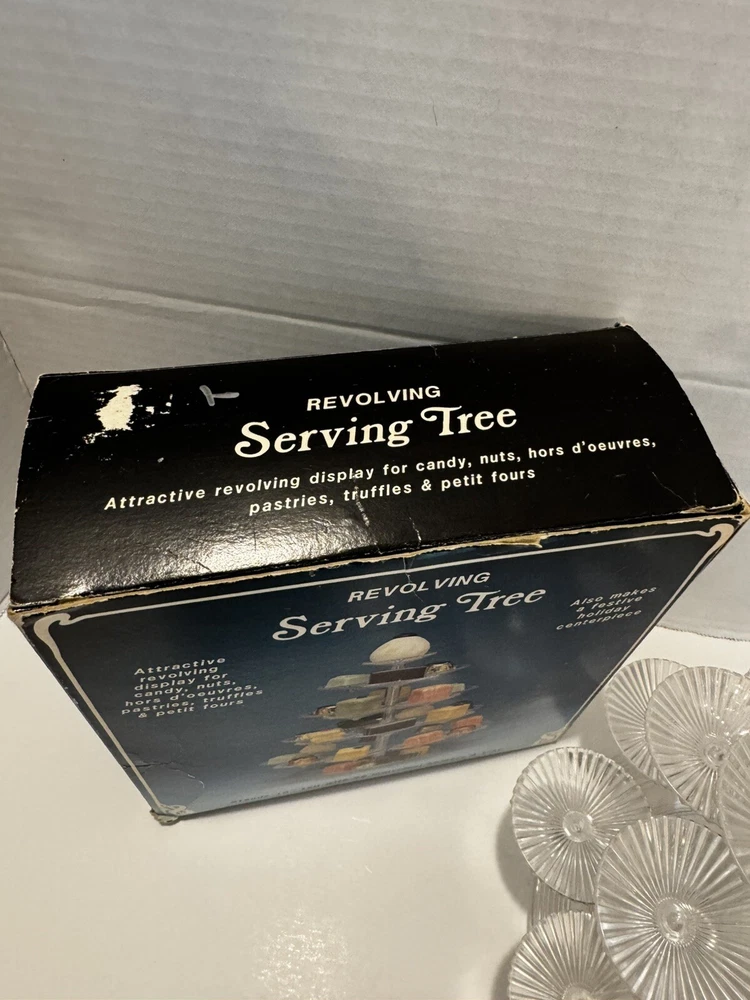 REVOLVING
Serving Tree
Attractive revolving display for candy, nuts, hors d'oeuvres,
pastries, truffles & petit fours
REVOLVING
Serving Tree
Also makes
a festive
holiday
centerpiece
Attractive
revolving
display for
candy, nuts,
hors d'oeuvres,
pastries, truffles
& petit fours